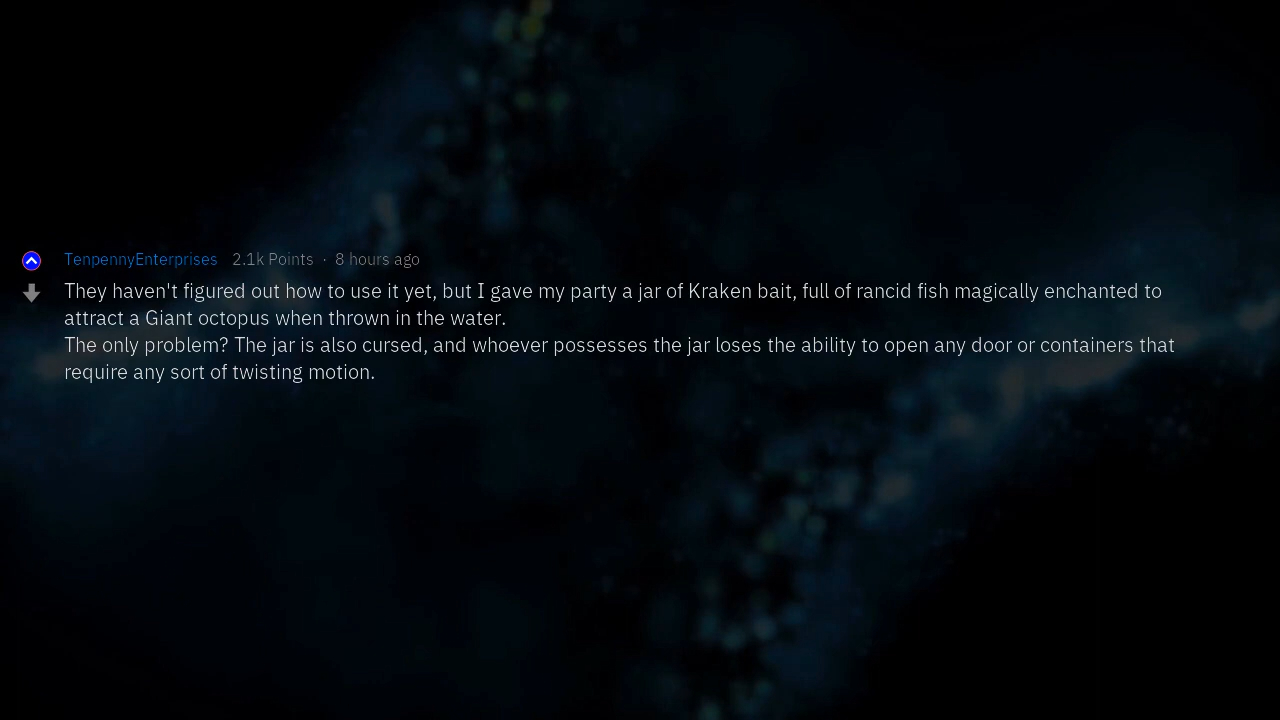 TenpennyEnterprises 2.1k Points · 8 hours ago
They haven't figured out how to use it yet, but I gave my party a jar of Kraken bait, full of rancid fish magically enchanted to
attract a Giant octopus when thrown in the water.
The only problem? The jar is also cursed, and whoever possesses the jar loses the ability to open any door or containers that
require any sort of twisting motion.